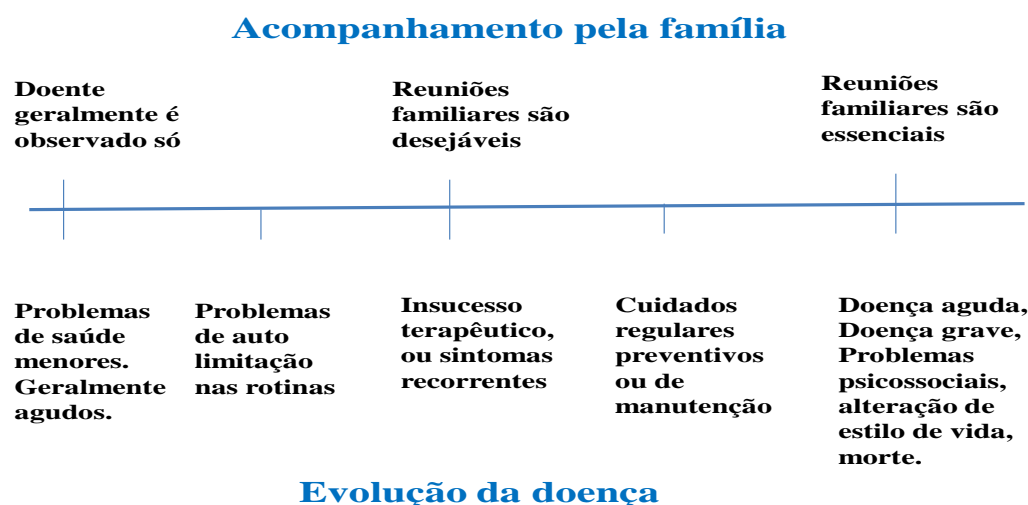 Acompanhamento pela família
Doente
geralmente é
observado só
Reuniões
familiares são
desejáveis
Reuniões
familiares são
essenciais
Problemas
de saúde
menores.
Geralmente
agudos.
Problemas
de auto
limitação
nas rotinas
Insucesso
terapêutico,
ou sintomas
recorrentes
Cuidados
regulares
preventivos
ou de
manutenção
Doença aguda,
Doença grave,
Problemas
psicossociais,
alteração de
estilo de vida,
morte.
Evolução da doença